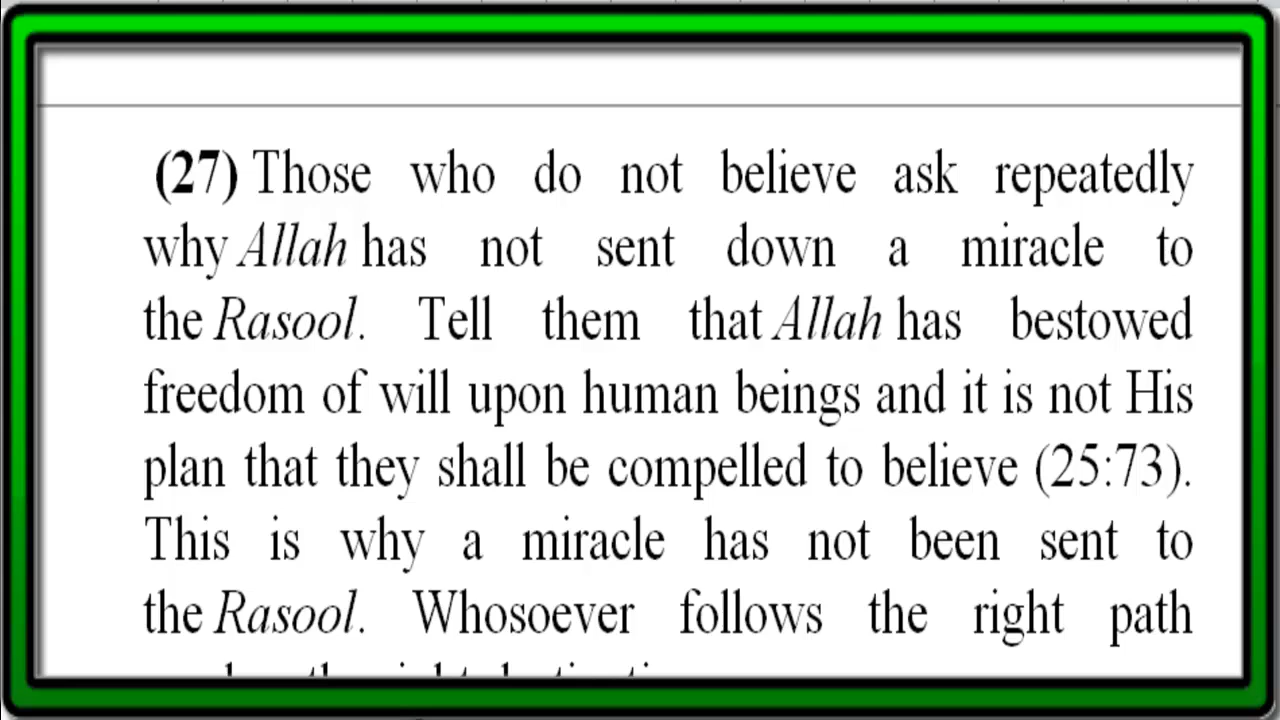 (27) Those who do not believe ask repeatedly
why Allah has not sent down a miracle to
the Rasool. Tell them that Allah has bestowed
freedom of will upon human beings and it is not His
plan that they shall be compelled to believe (25:73).
This is why a miracle has not been sent to
the Rasool. Whosoever follows the right path